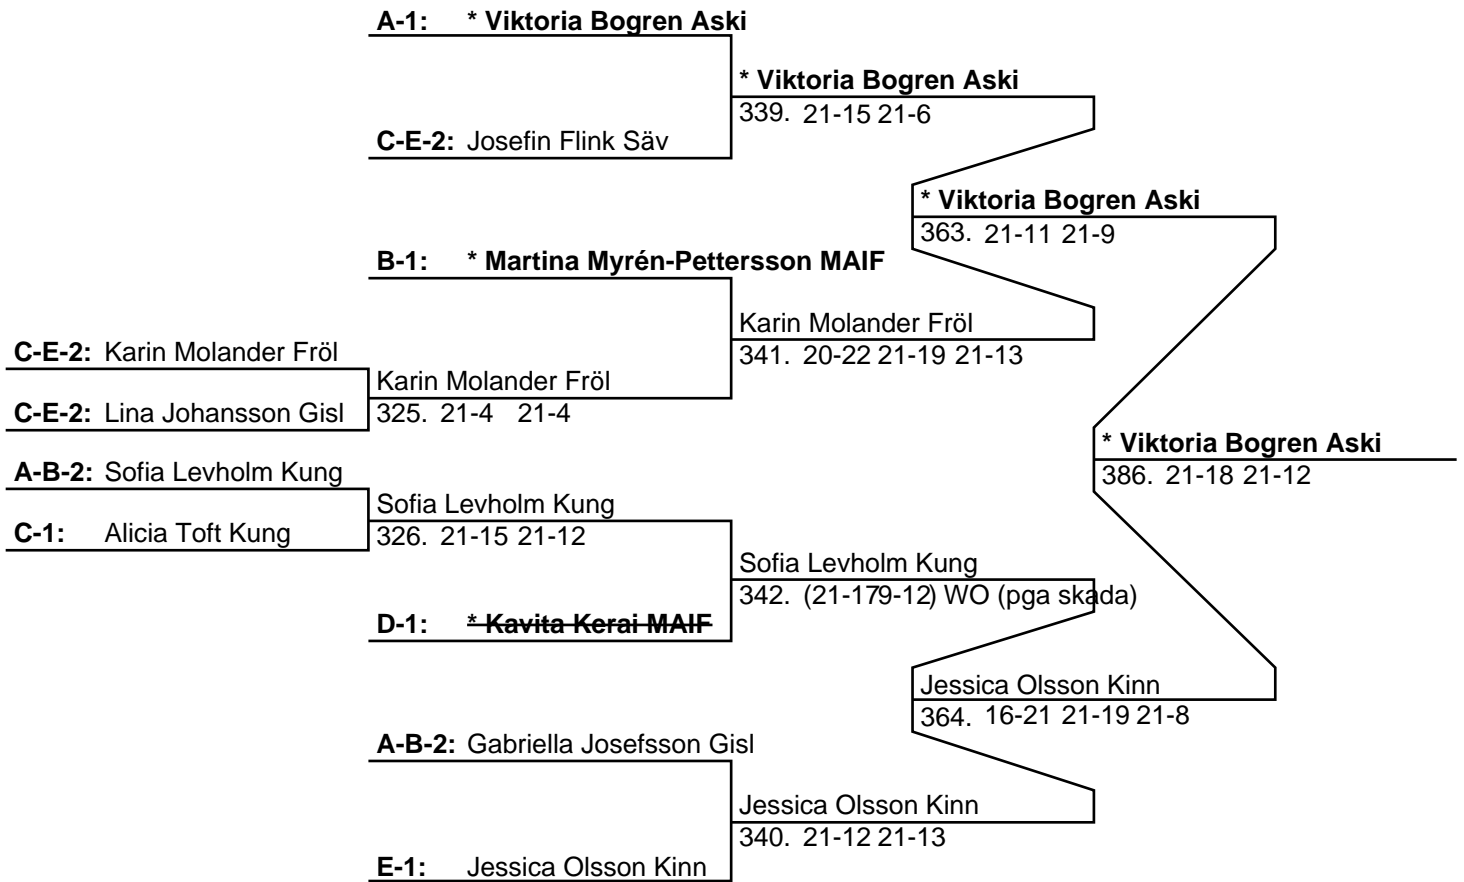 A-1: * Viktoria Bogren Aski
* Viktoria Bogren Aski
339. 21-15 21-6
C-E-2: Josefin Flink Säv
* Viktoria Bogren Aski
363. 21-11 21-9
B-1: * Martina Myrén-Pettersson MAIF
Karin Molander Fröl
341. 20-22 21-19 21-13
C-E-2: Karin Molander Fröl
Karin Molander Fröl
325. 21-4 21-4
C-E-2: Lina Johansson Gisl
* Viktoria Bogren Aski
386. 21-18 21-12
A-B-2: Sofia Levholm Kung
Sofia Levholm Kung
326. 21-15 21-12
C-1: Alicia Toft Kung
Sofia Levholm Kung
342. (21-179-12) WO (pga skada)
D-1: * Kavita Kerai MAIF
Jessica Olsson Kinn
364. 16-21 21-19 21-8
A-B-2: Gabriella Josefsson Gisl
Jessica Olsson Kinn
340. 21-12 21-13
E-1: Jessica Olsson Kinn